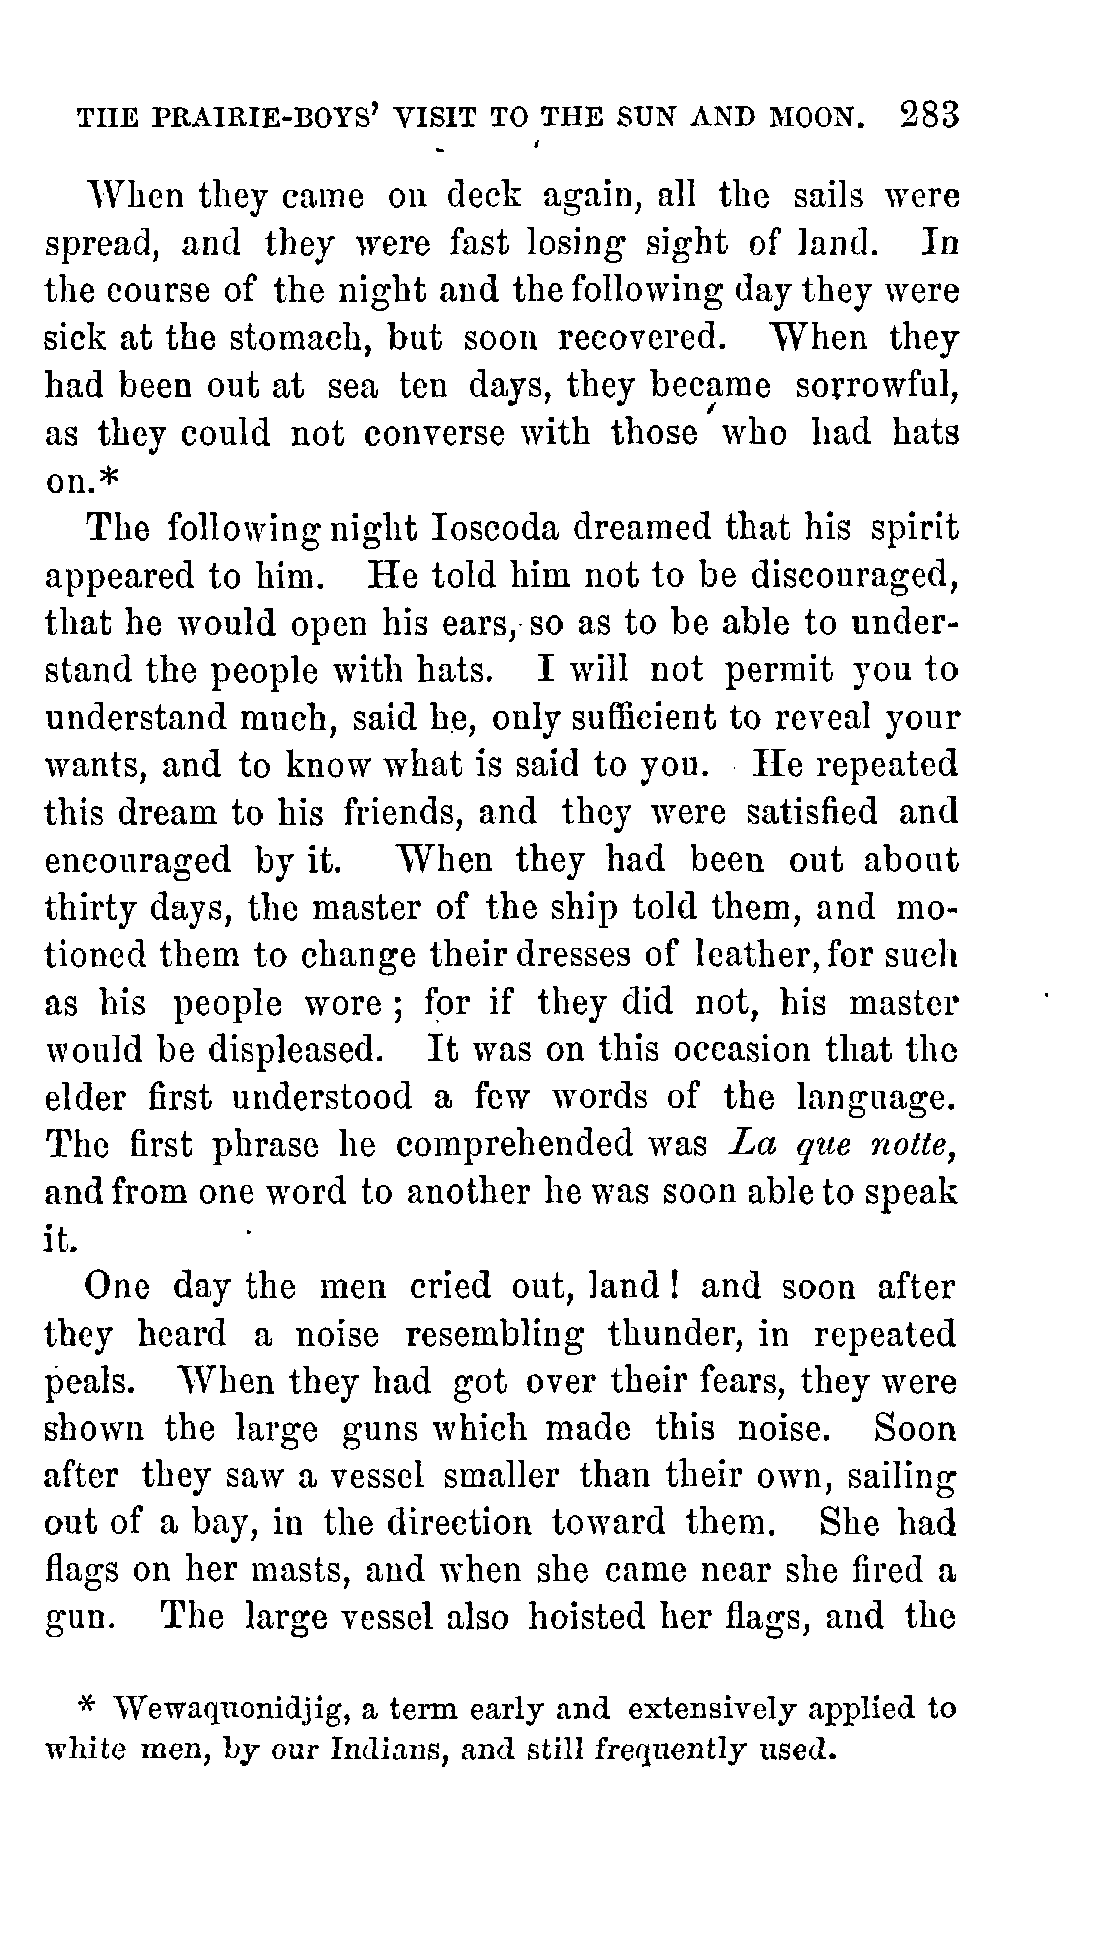 THE PRAIRIE-BOYS' VISIT TO THE SUN AND MOON. 283
When they came on deck again, all the sails were
spread, and they were fast losing sight of land. In
the course of the night and the following day they were
sick at the stomach, but soon recovered. When they
had been out at sea ten days, they became sorrowful,
as they could not converse with those who had hats
on.*
The following night Ioscoda dreamed that his spirit
appeared to him. He told him not to be discouraged,
that he would open his ears, so as to be able to under-
stand the people with hats. I will not permit you to
understand much, said he, only sufficient to reveal your
wants, and to know what is said to you. He repeated
this dream to his friends, and they were satisfied and
encouraged by it. When they had been out about
thirty days, the master of the ship told them, and mo-
tioned them to change their dresses of leather, for such
as his people wore ; for if they did not, his master
would be displeased. It was on this occasion that the
elder first understood a few words of the language.
The first phrase he comprehended was La que notte,
and from one word to another he was soon able to speak
it.
One day the men cried out, land ! and soon after
they heard a noise resembling thunder, in repeated
peals. When they had got over their fears, they were
shown the large guns which made this noise. Soon
after they saw a vessel smaller than their own, sailing
out of a bay, in the direction toward them. She had
flags on her masts, and when she came near she fired a
gun. The large vessel also hoisted her flags, and the
* Wewaquonidjig, a term early and extensively applied to
white men, by our Indians, and still frequently used.